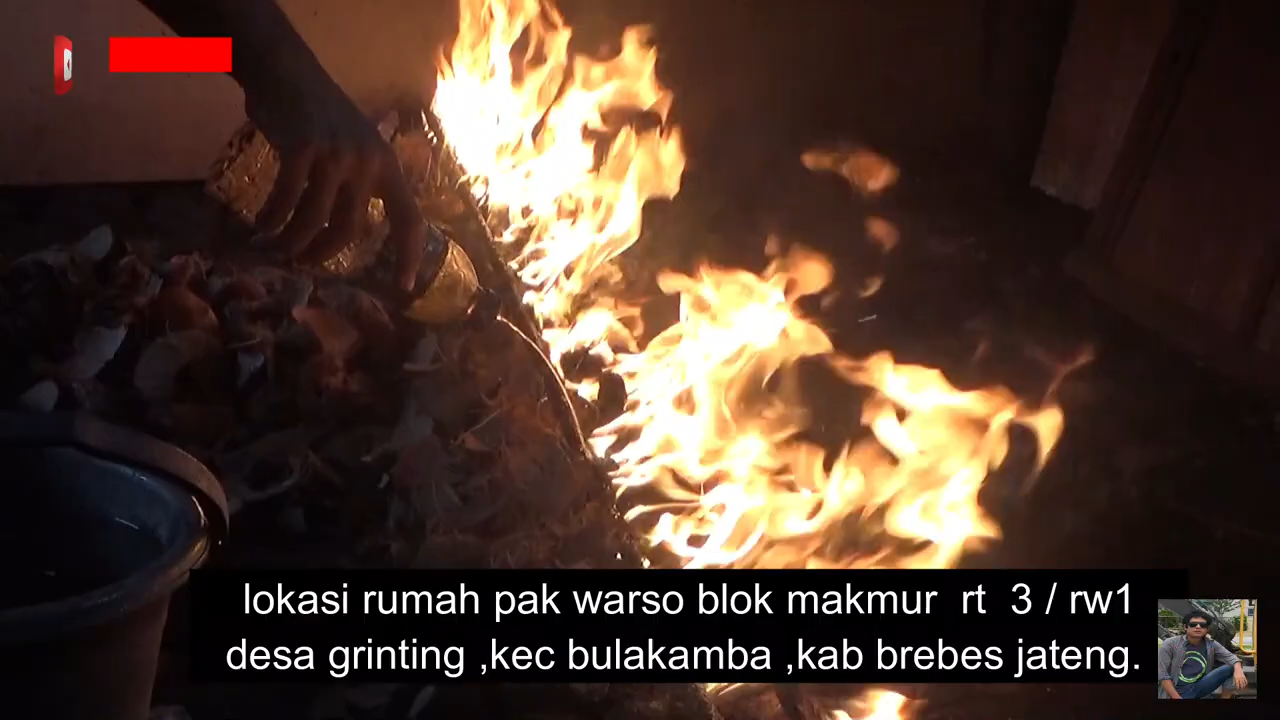 lokasi rumah pak warso blok makmur rt 3 / rw1
desa grinting ,kec bulakamba ,kab brebes jateng.